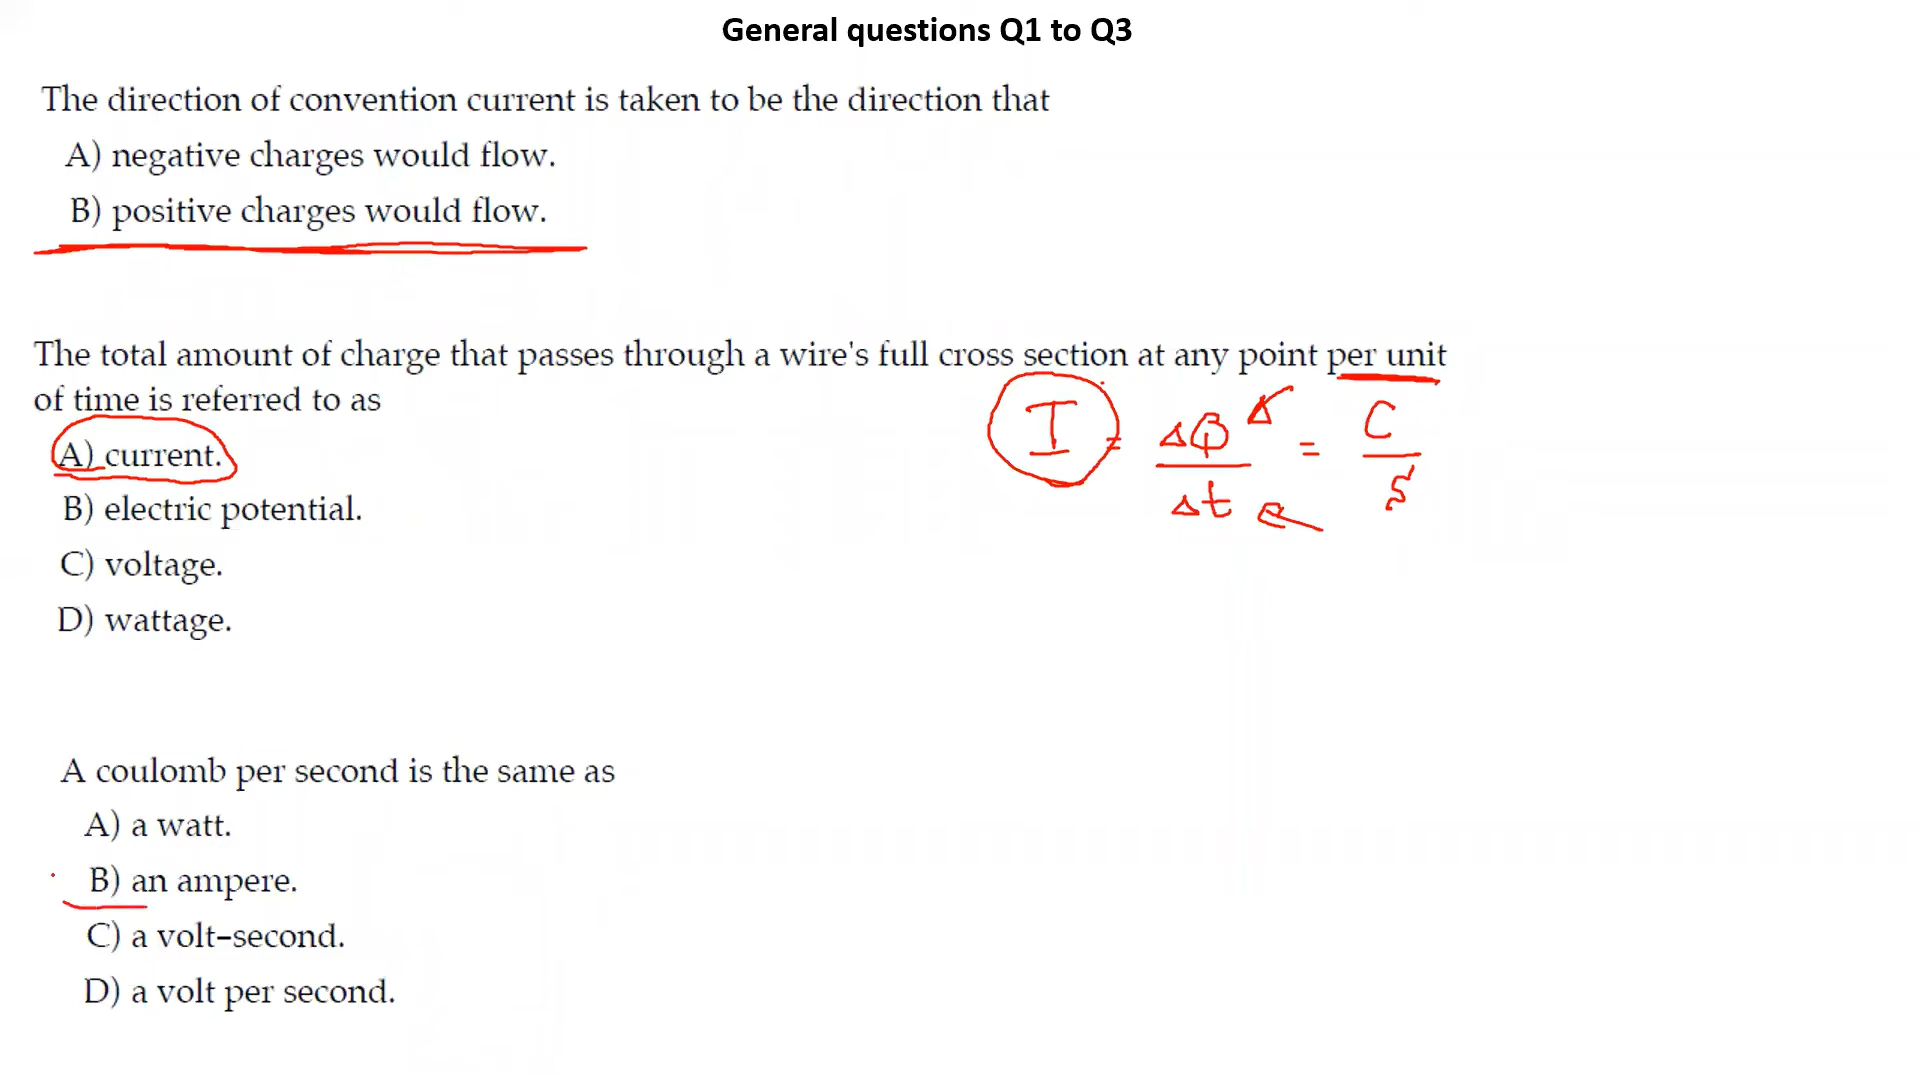 General questions Q1 to Q3
The direction of convention current is taken to be the direction that
A) negative charges would flow.
B) positive charges would flow.
The total amount of charge that passes through a wire's full cross section at any point per unit
of time is referred to as
A) current.
B) electric potential.
C) voltage.
D) wattage.
I = ΔQ / Δt = C / s
A coulomb per second is the same as
A) a watt.
B) an ampere.
C) a volt-second.
D) a volt per second.